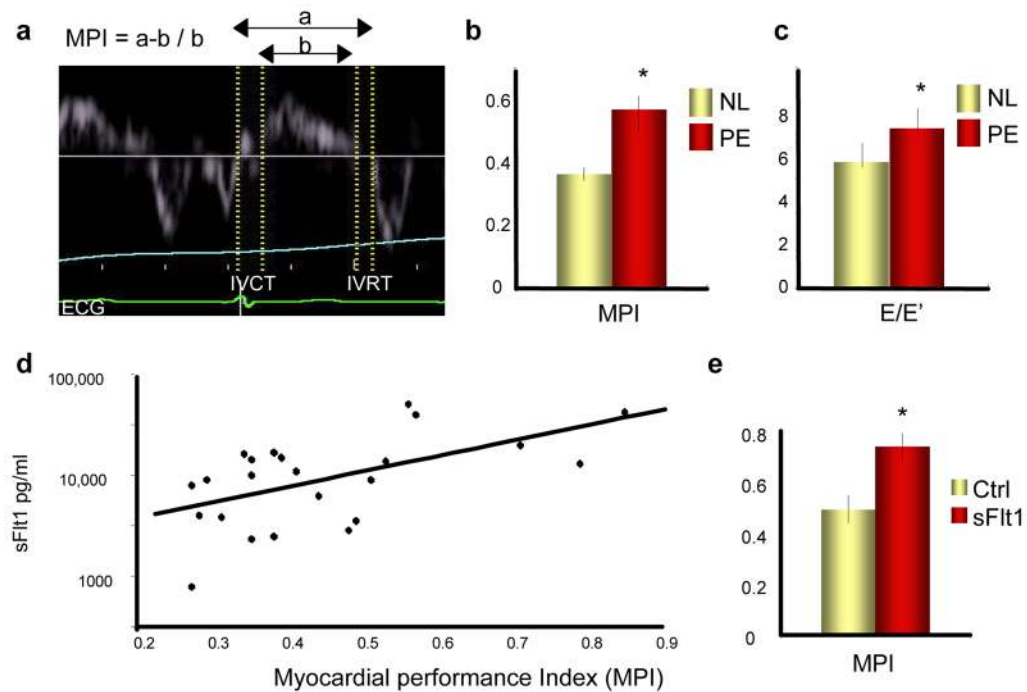 a
MPI = a-b / b
a
b
IVCT
IVRT
ECG
b
0.6
0.4
0.2
0
*
NL
PE
MPI
c
8
6
4
2
0
*
NL
PE
E/E'
d
100,000
10,000
1000
sFlt1 pg/ml
0.2 0.3 0.4 0.5 0.6 0.7 0.8 0.9
Myocardial performance Index (MPI)
e
0.8
0.6
0.4
0.2
0
*
Ctrl
sFlt1
MPI